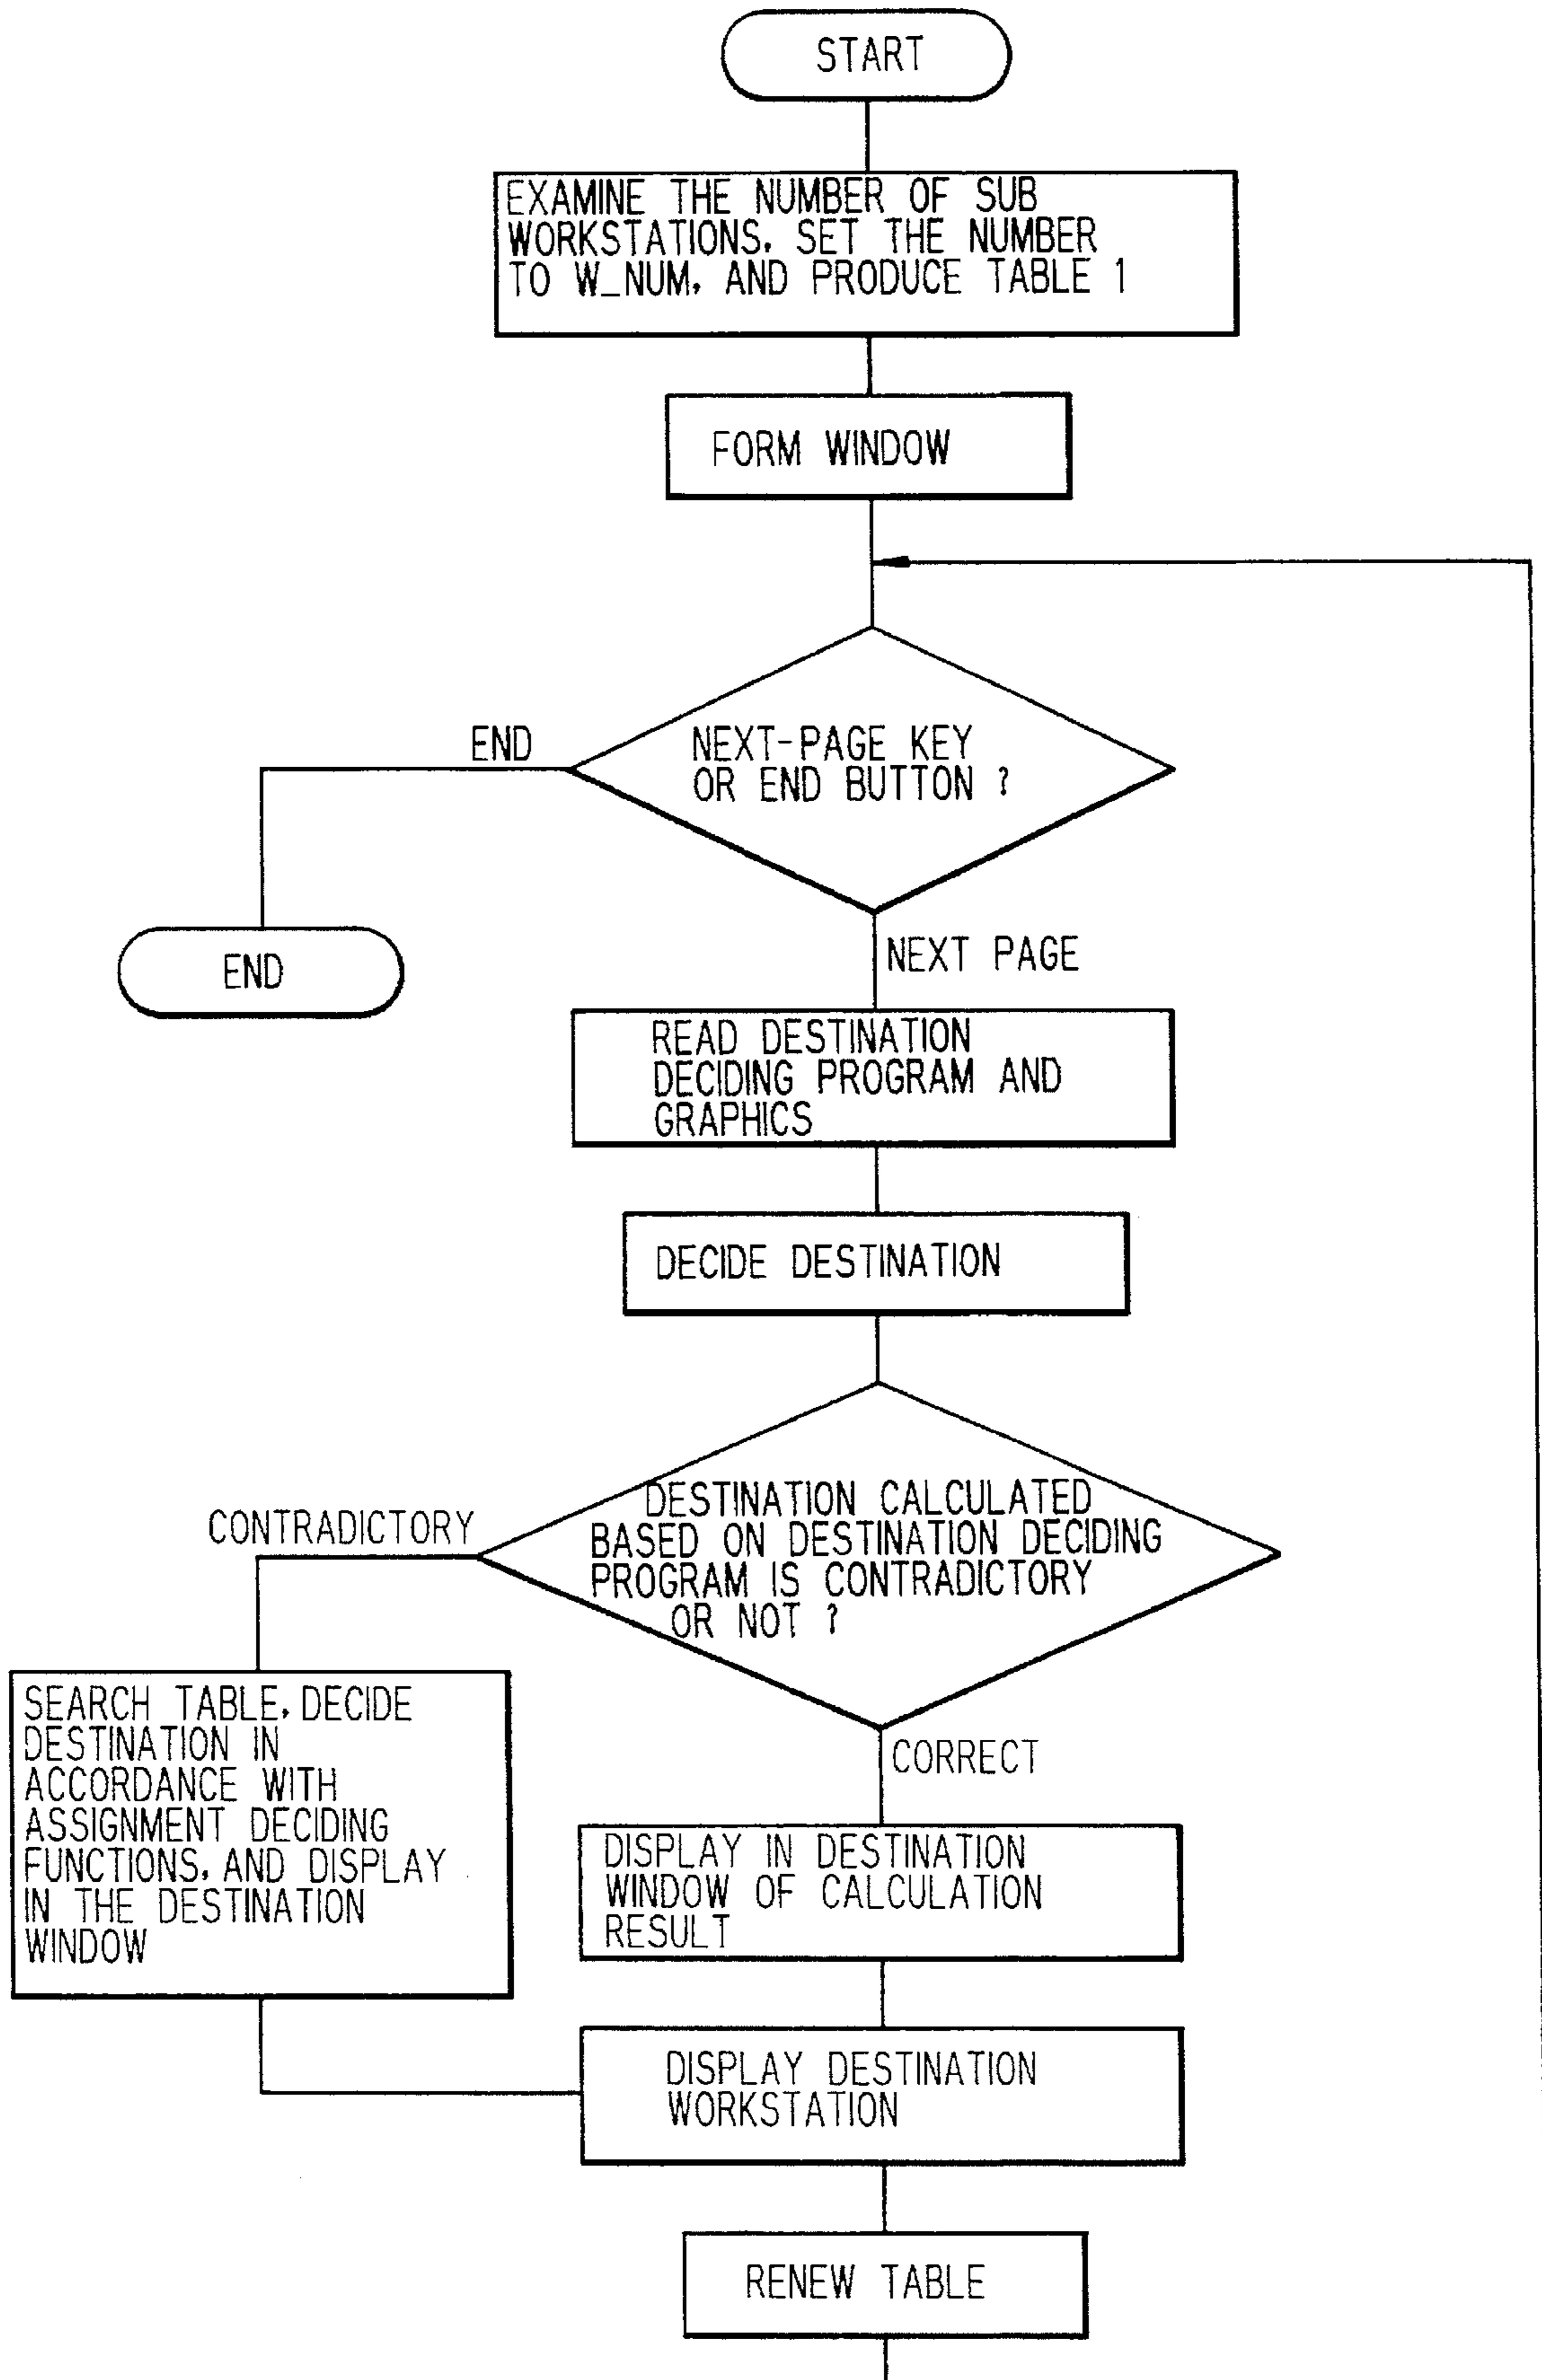 START
EXAMINE THE NUMBER OF SUB
WORKSTATIONS, SET THE NUMBER
TO W_NUM, AND PRODUCE TABLE 1
FORM WINDOW
END
NEXT-PAGE KEY
OR END BUTTON ?
END
NEXT PAGE
READ DESTINATION
DECIDING PROGRAM AND
GRAPHICS
DECIDE DESTINATION
CONTRADICTORY
DESTINATION CALCULATED
BASED ON DESTINATION DECIDING
PROGRAM IS CONTRADICTORY
OR NOT ?
SEARCH TABLE, DECIDE
DESTINATION IN
ACCORDANCE WITH
ASSIGNMENT DECIDING
FUNCTIONS, AND DISPLAY
IN THE DESTINATION
WINDOW
CORRECT
DISPLAY IN DESTINATION
WINDOW OF CALCULATION
RESULT
DISPLAY DESTINATION
WORKSTATION
RENEW TABLE